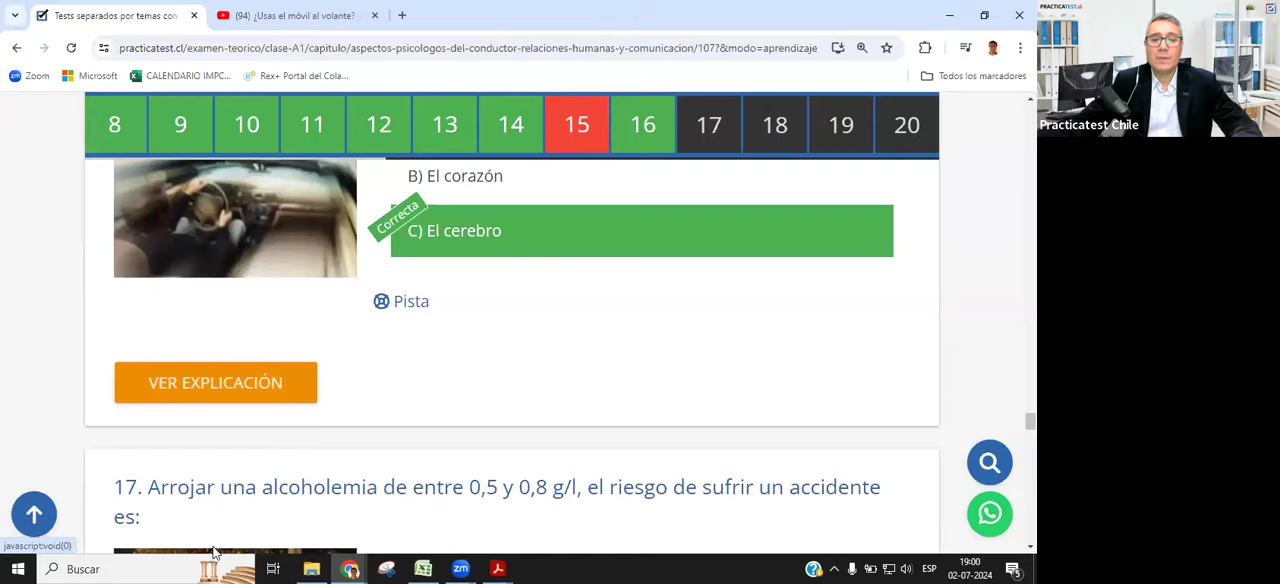 Tests separados por temas con
(94) ¿Usas el móvil al volante?
practicatest.cl/examen-teorico/clase-A1/capitulo/aspectos-psicologos-del-conductor-relaciones-humanas-y-comunicacion/107?&modo=aprendizaje
Zoom
Microsoft
CALENDARIO IMPC...
Rex+ Portal del Cola...
Todos los marcadores
PRACTICATEST.cl
Practicatest Chile
8 9 10 11 12 13 14 15 16 17 18 19 20
B) El corazón
Correcta
C) El cerebro
Pista
VER EXPLICACIÓN
17. Arrojar una alcoholemia de entre 0,5 y 0,8 g/l, el riesgo de sufrir un accidente
es:
javascript:void(0)
Buscar
ESP
19:00
02-07-2024
5